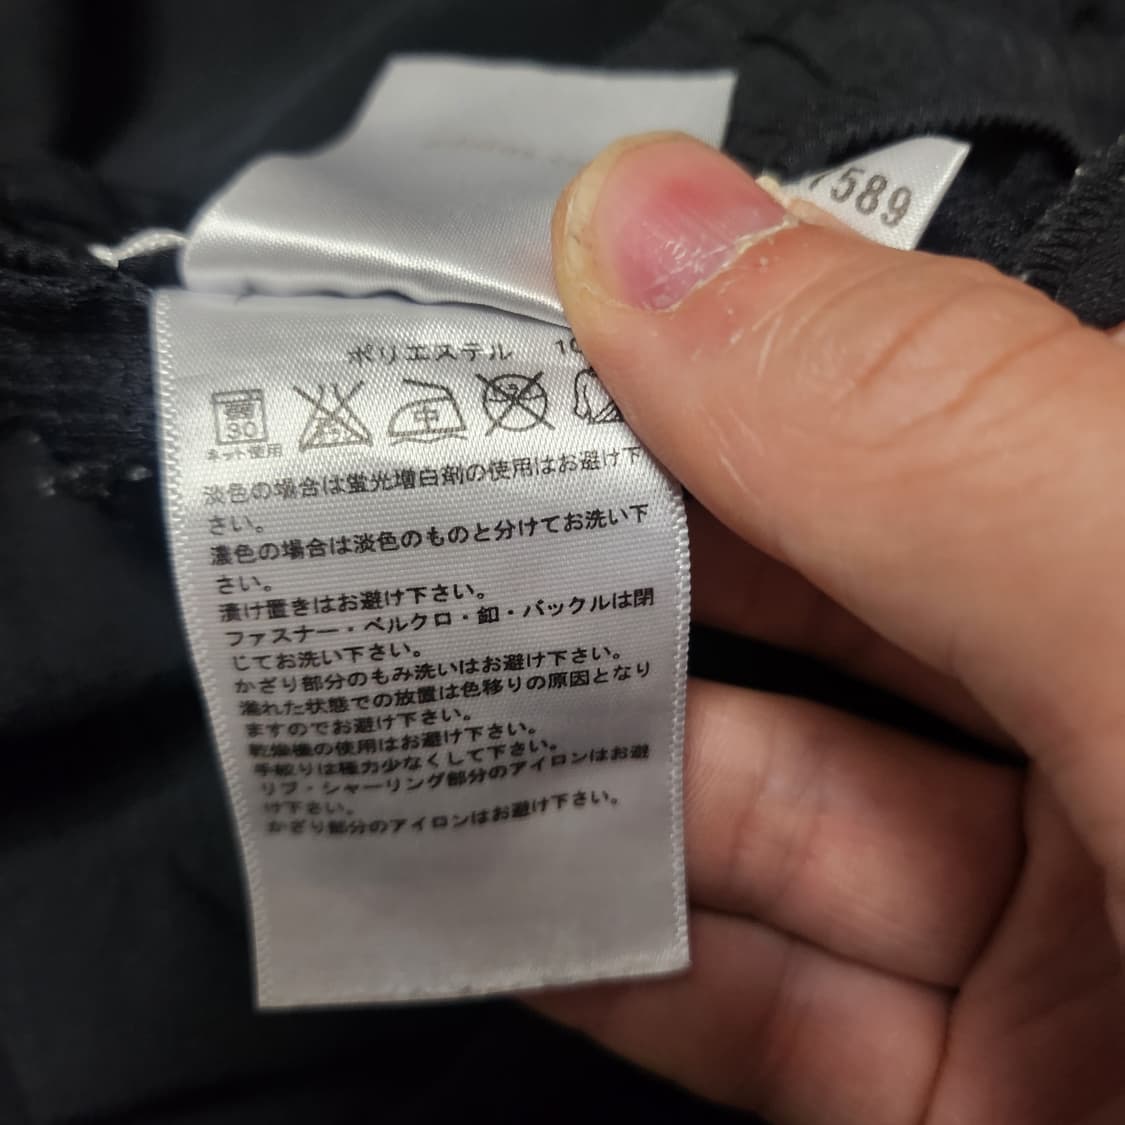 589
ポリエステル
30
中
ネット使用
淡色の場合は蛍光増白剤の使用はお避け下
さい。
濃色の場合は淡色のものと分けてお洗い下
さい。
漬け置きはお避け下さい。
ファスナー・ベルクロ・釦・バックルは閉
じてお洗い下さい。
かざり部分のもみ洗いはお避け下さい。
濡れた状態での放置は色移りの原因となり
ますのでお避け下さい。
乾燥機の使用はお避け下さい。
手絞りは極力少なくして下さい。
リブ・シャーリング部分のアイロンはお避
け下さい。
かざり部分のアイロンはお避け下さい。